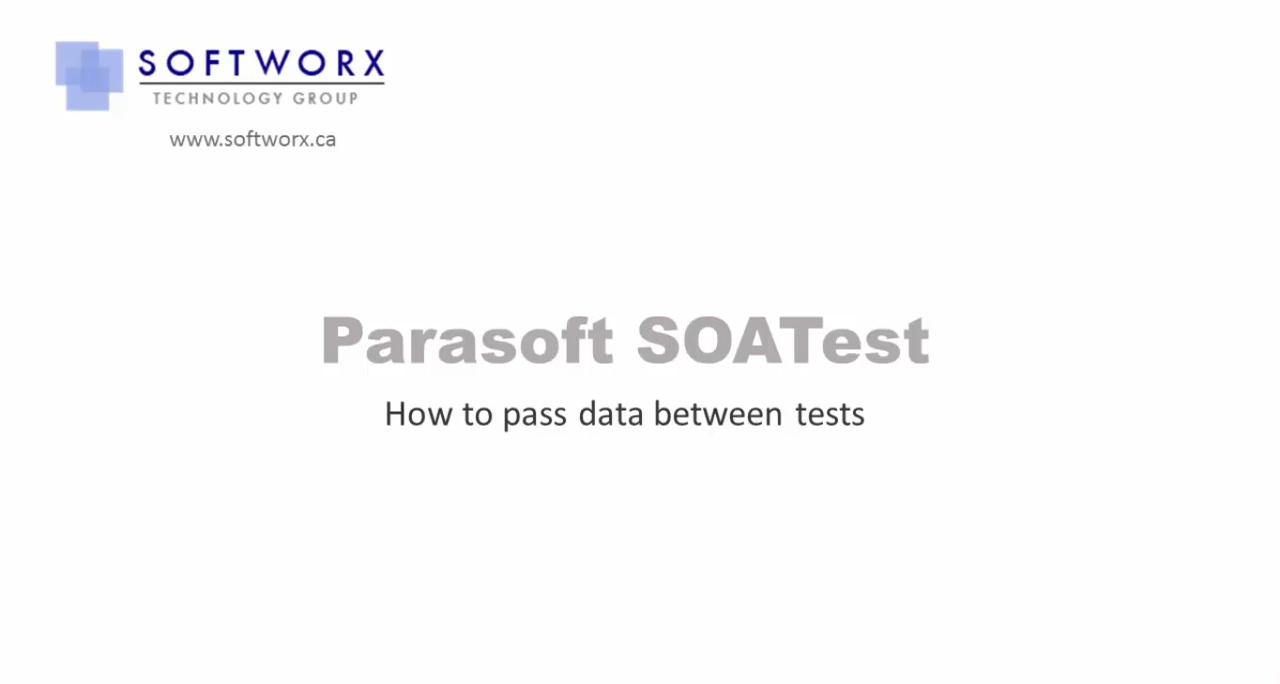 SOFTWORX
TECHNOLOGY GROUP
www.softworx.ca
Parasoft SOATest
How to pass data between tests